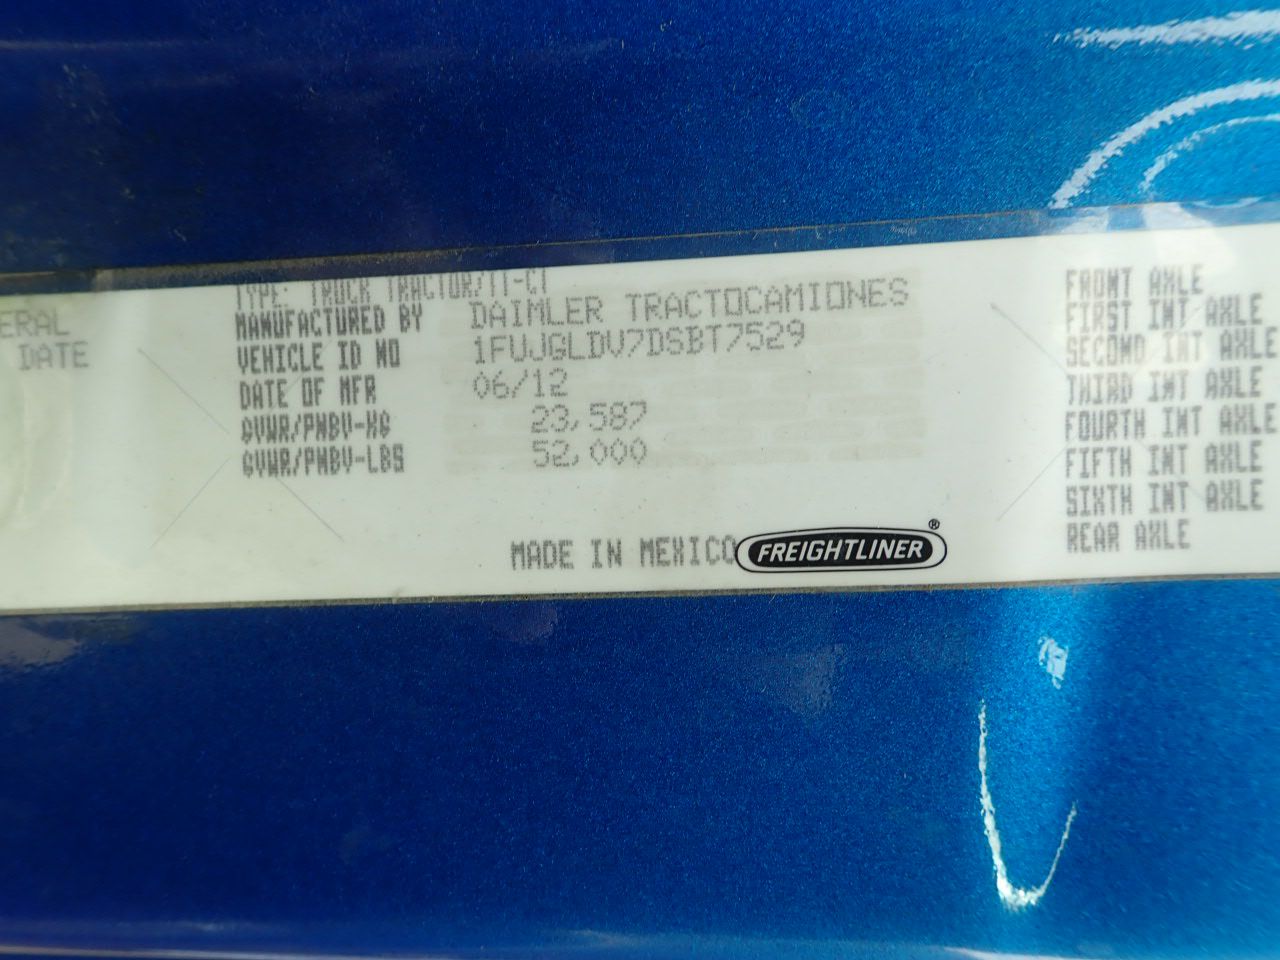 ERAL
DATE
TYPE: TRUCK TRACTOR/TT-CT
MANUFACTURED BY DAIMLER TRACTOCAMIONES
VEHICLE ID NO 1FUJGLDV7DSBT7529
DATE OF MFR 06/12
GVWR/PNBV-KG 23,587
GVWR/PNBV-LBS 52,000
MADE IN MEXICO FREIGHTLINER®
FRONT AXLE
FIRST INT AXLE
SECOND INT AXLE
THIRD INT AXLE
FOURTH INT AXLE
FIFTH INT AXLE
SIXTH INT AXLE
REAR AXLE